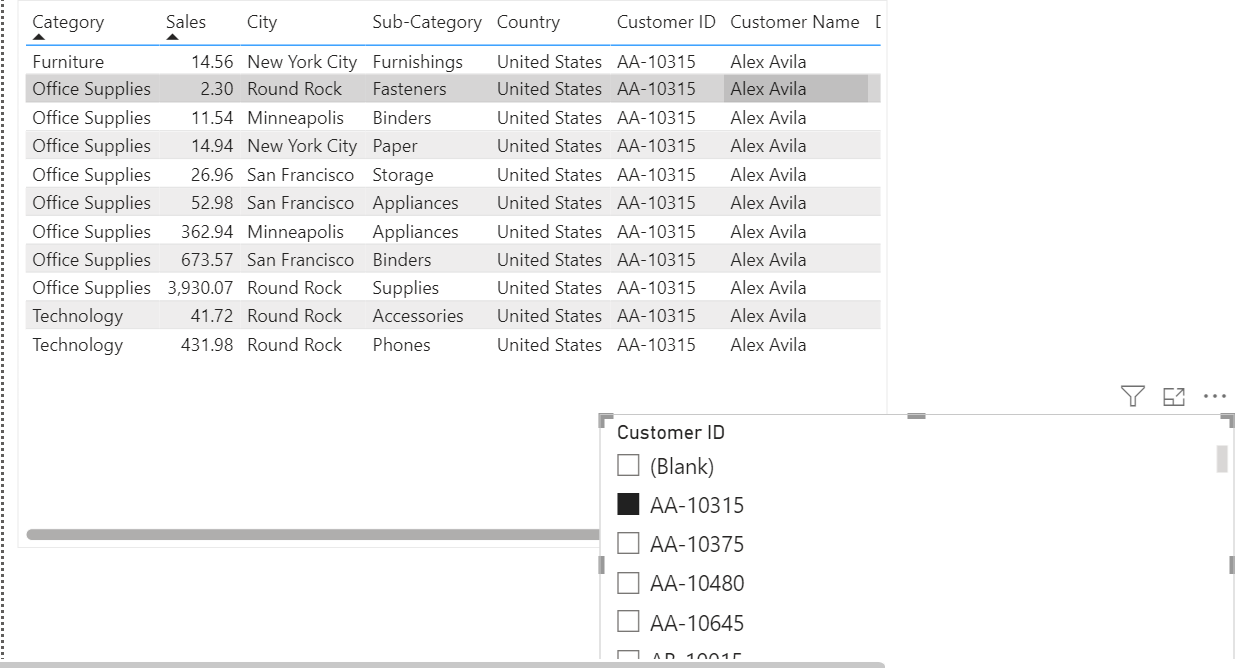 Category Sales City Sub-Category Country Customer ID Customer Name
Furniture 14.56 New York City Furnishings United States AA-10315 Alex Avila
Office Supplies 2.30 Round Rock Fasteners United States AA-10315 Alex Avila
Office Supplies 11.54 Minneapolis Binders United States AA-10315 Alex Avila
Office Supplies 14.94 New York City Paper United States AA-10315 Alex Avila
Office Supplies 26.96 San Francisco Storage United States AA-10315 Alex Avila
Office Supplies 52.98 San Francisco Appliances United States AA-10315 Alex Avila
Office Supplies 362.94 Minneapolis Appliances United States AA-10315 Alex Avila
Office Supplies 673.57 San Francisco Binders United States AA-10315 Alex Avila
Office Supplies 3,930.07 Round Rock Supplies United States AA-10315 Alex Avila
Technology 41.72 Round Rock Accessories United States AA-10315 Alex Avila
Technology 431.98 Round Rock Phones United States AA-10315 Alex Avila
Customer ID
(Blank)
AA-10315
AA-10375
AA-10480
AA-10645